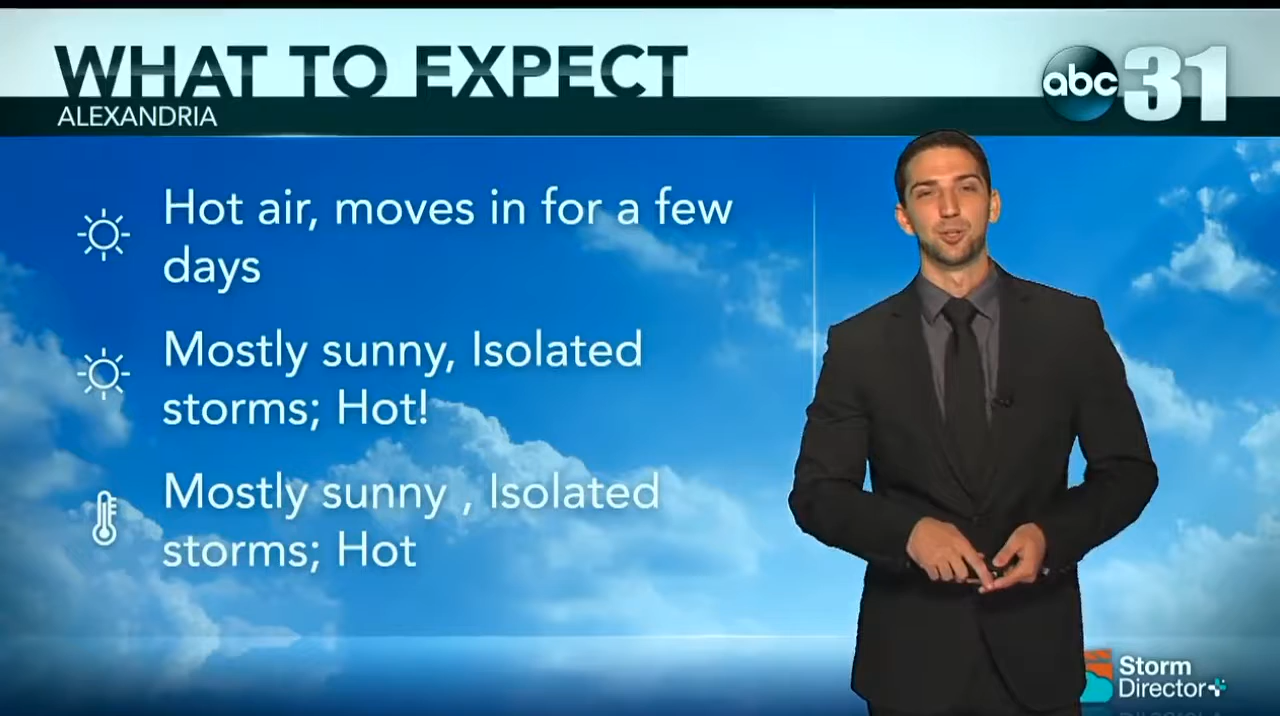 WHAT TO EXPECT
ALEXANDRIA
abc 31
Hot air, moves in for a few
days
Mostly sunny, Isolated
storms; Hot!
Mostly sunny , Isolated
storms; Hot
Storm
Director+